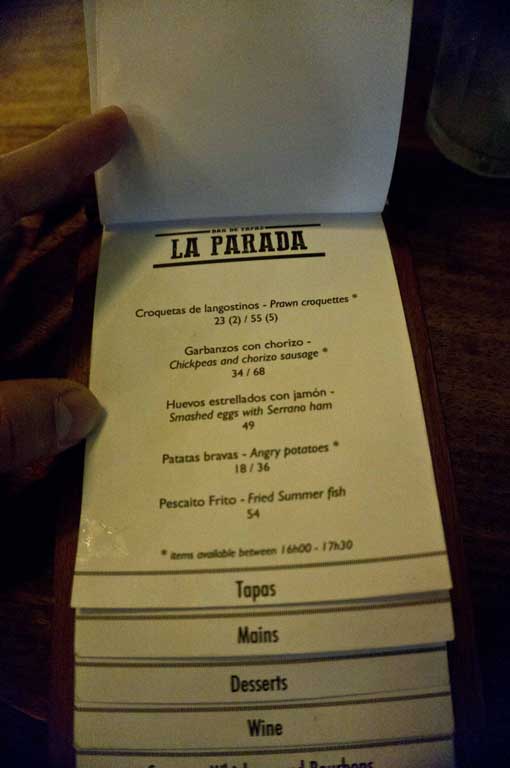 BAR DE TAPAS
LA PARADA
Croquetas de langostinos - Prawn croquettes *
23 (2) / 55 (5)
Garbanzos con chorizo -
Chickpeas and chorizo sausage *
34 / 68
Huevos estrellados con jamón -
Smashed eggs with Serrano ham
49
Patatas bravas - Angry potatoes *
18 / 36
Pescaito Frito - Fried Summer fish
54
* items available between 16h00 - 17h30
Tapas
Mains
Desserts
Wine
and Bourbons